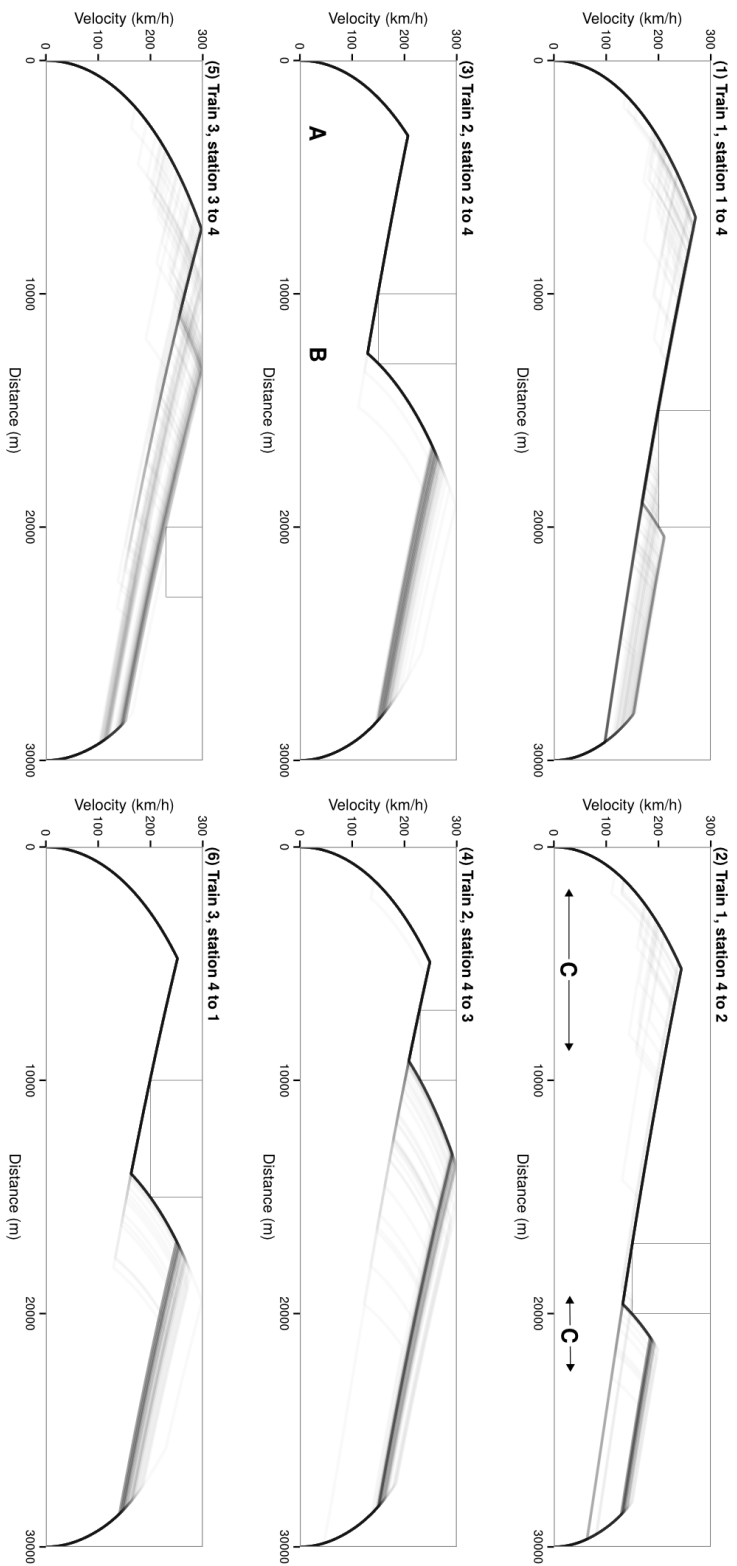 (1) Train 1, station 1 to 4
Velocity (km/h)
0
100
200
300
0
10000
20000
30000
Distance (m)
(2) Train 1, station 4 to 2
Velocity (km/h)
0
100
200
300
C
C
0
10000
20000
30000
Distance (m)
(3) Train 2, station 2 to 4
Velocity (km/h)
0
100
200
300
A
B
0
10000
20000
30000
Distance (m)
(4) Train 2, station 4 to 3
Velocity (km/h)
0
100
200
300
0
10000
20000
30000
Distance (m)
(5) Train 3, station 3 to 4
Velocity (km/h)
0
100
200
300
0
10000
20000
30000
Distance (m)
(6) Train 3, station 4 to 1
Velocity (km/h)
0
100
200
300
0
10000
20000
30000
Distance (m)